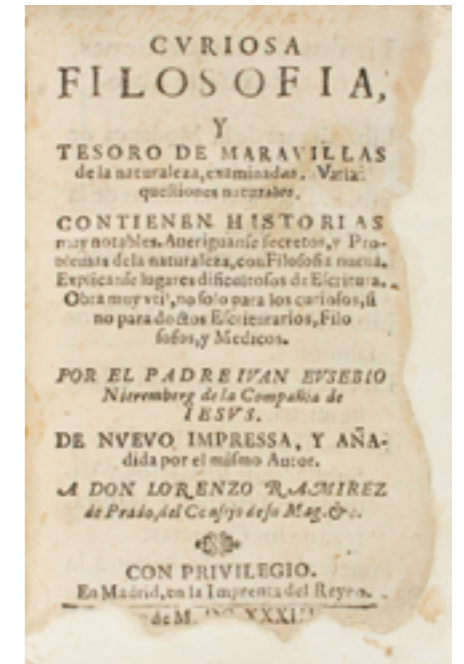 CVRIOSA
FILOSOFIA,
Y
TESORO DE MARAVILLAS
de la naturaleza, examinadas. Varias
questiones naturales.
CONTIENEN HISTORIAS
muy notables. Aueriguanse secretos, y Pro-
blemas de la naturaleza, con Filosofia nueua.
Explicanse lugares dificultosos de Escritura.
Obra muy vtil, no solo para los curiosos, si
no para doctos Escriturarios, Filo
sofos, y Medicos.
POR EL PADRE IVAN EVSEBIO
Nieremberg de la Compañia de
IESVS.
DE NVEVO IMPRESSA, Y AÑA-
dida por el mismo Autor.
A DON LORENZO RAMIREZ
de Prado, del Consejo de su Mag. &c.
CON PRIVILEGIO.
En Madrid, en la Imprenta del Reyno.
de M.